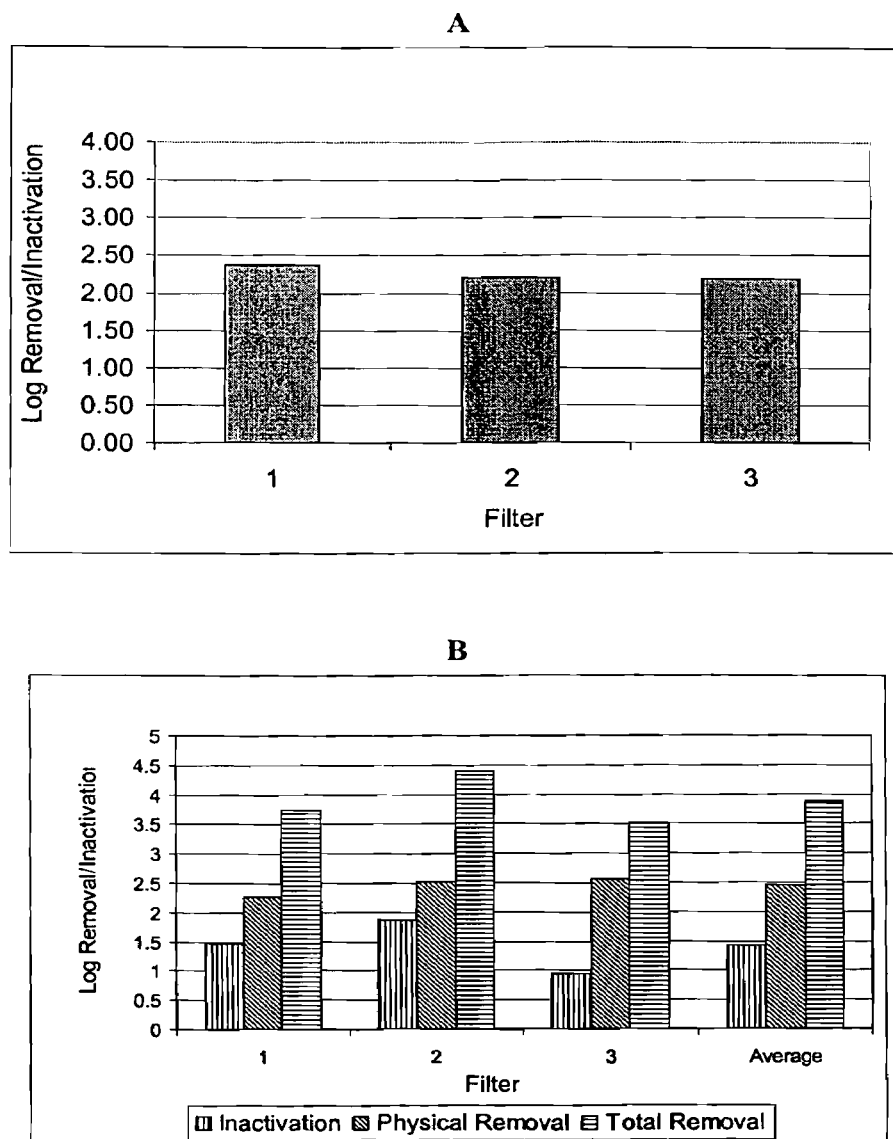 A
Log Removal/Inactivation
4.00
3.50
3.00
2.50
2.00
1.50
1.00
0.50
0.00
1 2 3
Filter
B
Log Removal/Inactivation
5
4.5
4
3.5
3
2.5
2
1.5
1
0.5
0
1 2 3 Average
Filter
Inactivation Physical Removal Total Removal